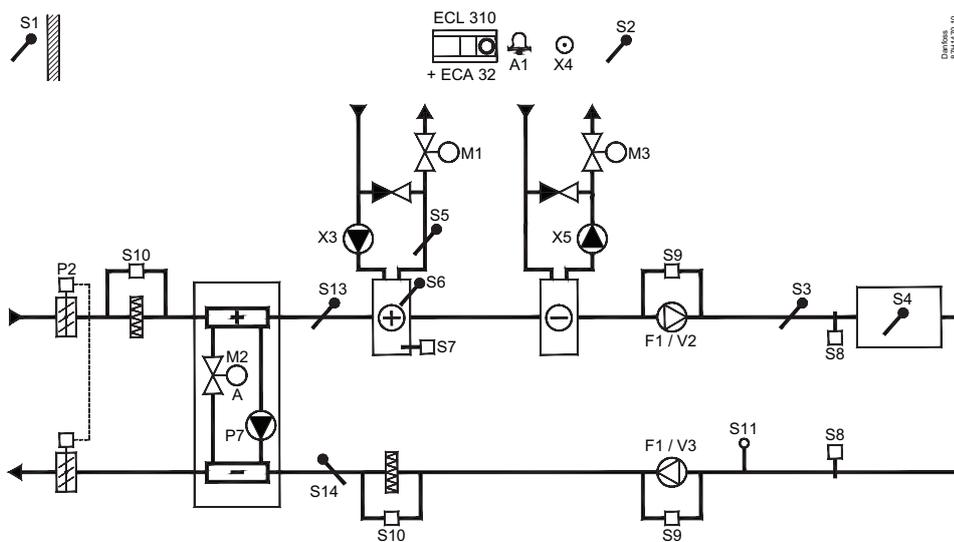 S1
ECL 310
+ ECA 32
A1
X4
S2
Danfoss
M1
M3
S5
X3
X5
P2
S10
S13
S6
S9
S3
S4
S7
F1 / V2
S8
M2
A
P7
S14
S10
F1 / V3
S11
S8
S9